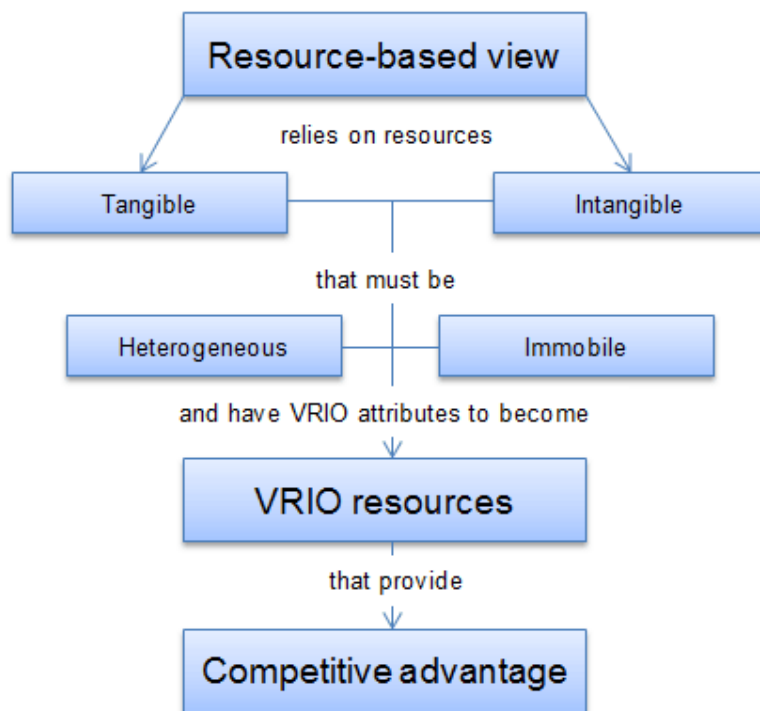 Resource-based view
relies on resources
Tangible
Intangible
that must be
Heterogeneous
Immobile
and have VRIO attributes to become
VRIO resources
that provide
Competitive advantage